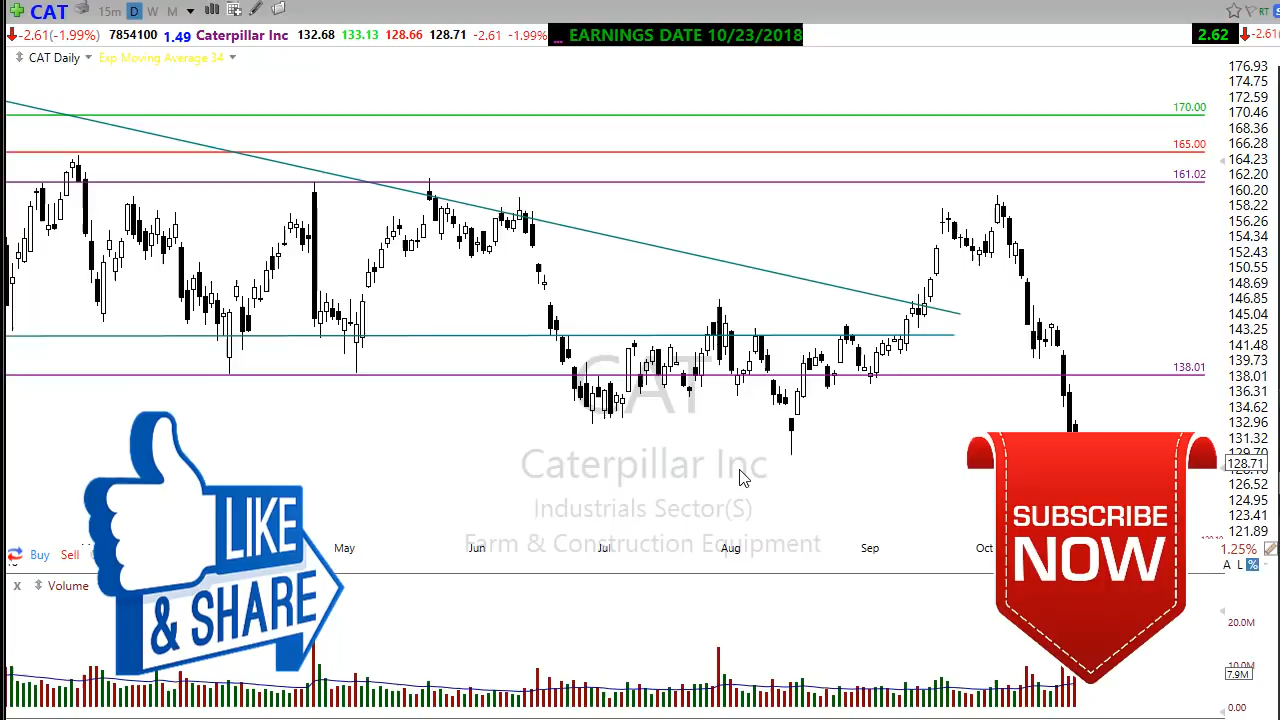 CAT 15m D W M
-2.61(-1.99%) 7854100 1.49 Caterpillar Inc 132.68 133.13 128.66 128.71 -2.61 -1.99% _ EARNINGS DATE 10/23/2018 2.62 -2.61
CAT Daily Exp Moving Average 34
176.93
174.75
172.59
170.00
170.46
168.36
165.00
166.28
164.23
161.02
162.20
160.20
158.22
156.26
154.34
152.43
150.55
148.69
146.85
145.04
143.25
141.48
139.73
138.01
138.01
136.31
134.62
132.96
131.32
128.71
126.52
124.95
123.41
121.89
CAT
Caterpillar Inc
Industrials Sector(S)
Farm & Construction Equipment
LIKE
& SHARE
SUBSCRIBE
NOW
Buy Sell
May Jun Jul Aug Sep Oct
1.25%
A L %
x Volume
20.0M
10.0M
7.9M
0.00